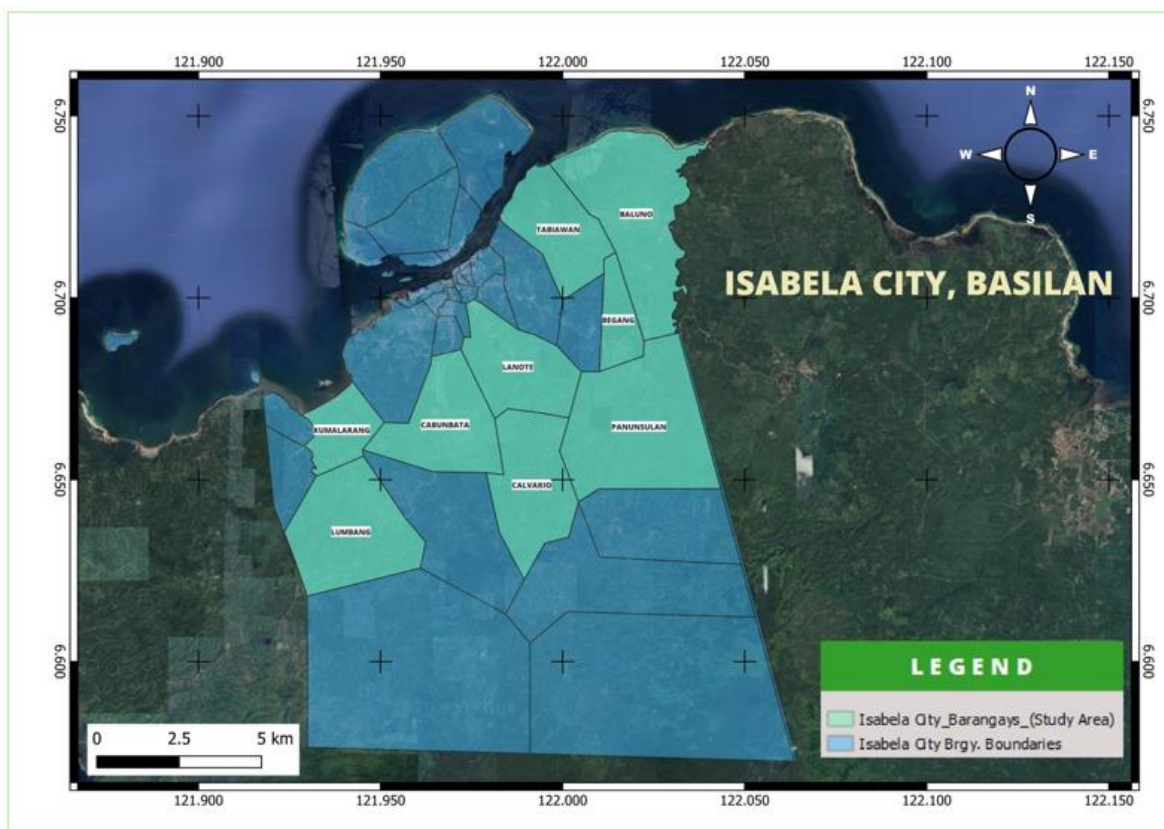 121.900 121.950 122.000 122.050 122.100 122.150
6.750 6.750
N
W E
S
BALUNO
TABIAWAN
ISABELA CITY, BASILAN
6.700 6.700
BEGANG
LANOTE
CABUNBATA
PANUNSULAN
KUMALARANG
6.650 6.650
CALVARIO
LUMBANG
6.600 6.600
LEGEND
Isabela City_Barangays_(Study Area)
Isabela City Brgy. Boundaries
0 2.5 5 km
121.900 121.950 122.000 122.050 122.100 122.150